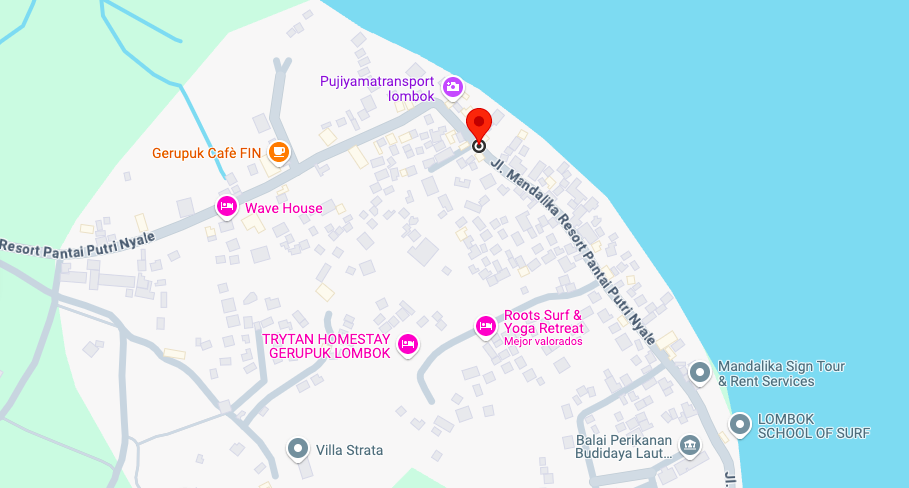 Pujiyamatransport
lombok
Gerupuk Cafè FIN
Jl. Mandalika Resort Pantai Putri Nyale
Wave House
Resort Pantai Putri Nyale
Roots Surf &
Yoga Retreat
Mejor valorados
TRYTAN HOMESTAY
GERUPUK LOMBOK
Mandalika Sign Tour
& Rent Services
LOMBOK
SCHOOL OF SURF
Balai Perikanan
Budidaya Laut...
Villa Strata
Jl.